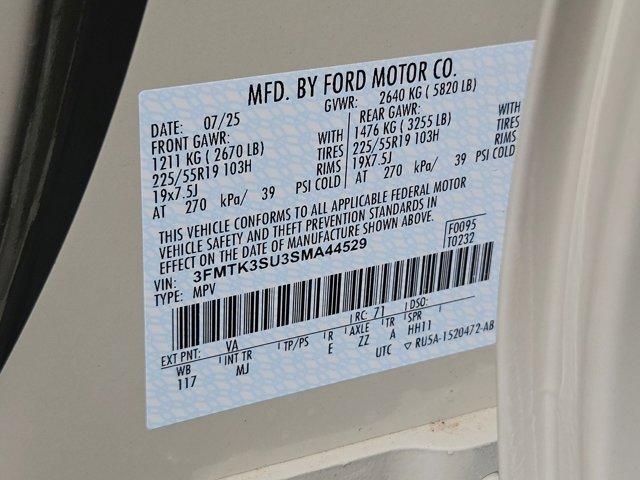 MFD. BY FORD MOTOR CO.
DATE: 07/25 GVWR: 2640 KG ( 5820 LB)
FRONT GAWR: REAR GAWR:
1211 KG ( 2670 LB) WITH 1476 KG ( 3255 LB) WITH
225/55R19 103H TIRES 225/55R19 103H TIRES
19x7.5J RIMS 19x7.5J RIMS
AT 270 kPa/ 39 PSI COLD AT 270 kPa/ 39 PSI COLD
THIS VEHICLE CONFORMS TO ALL APPLICABLE FEDERAL MOTOR
VEHICLE SAFETY AND THEFT PREVENTION STANDARDS IN
EFFECT ON THE DATE OF MANUFACTURE SHOWN ABOVE. F0095
VIN: 3FMTK3SU3SMA44529 T0232
TYPE: MPV
EXT PNT: VA RC: 71 DSO:
WB INT TR TP/PS R AXLE TR SPR
117 MJ E ZZ A HH11
UTC ▽ RU5A-1520472-AB